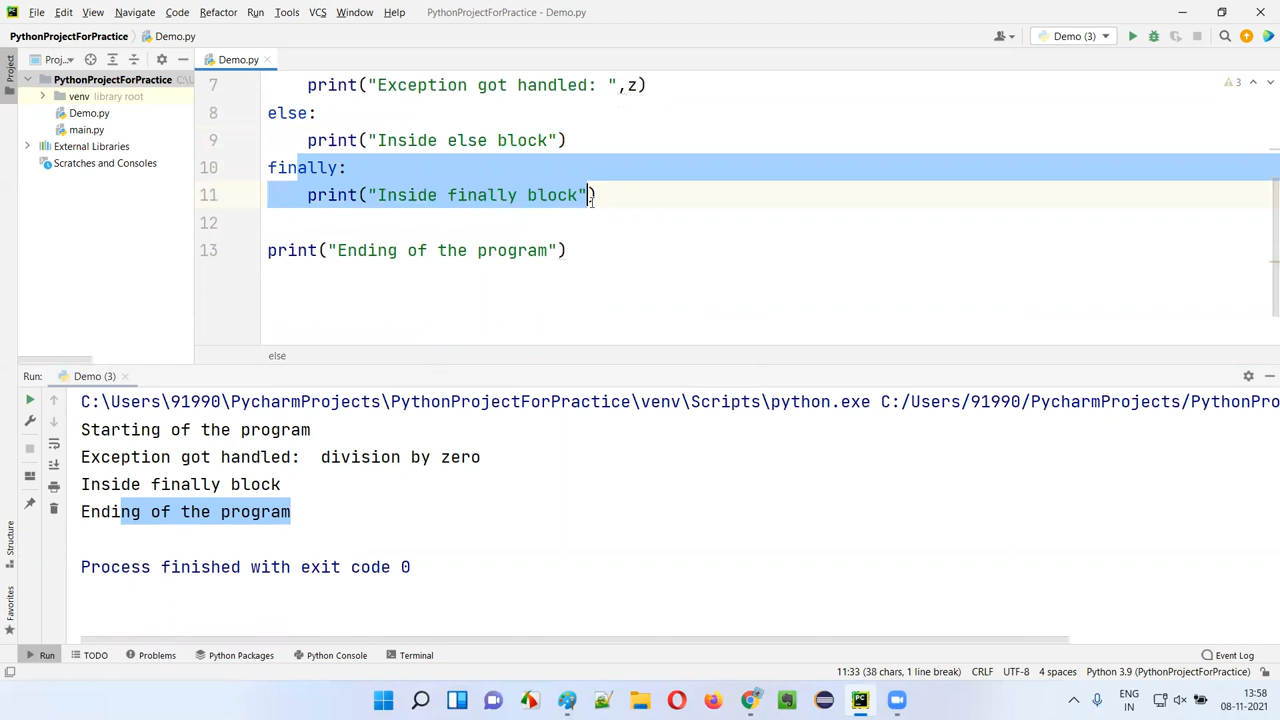 File Edit View Navigate Code Refactor Run Tools VCS Window Help PythonProjectForPractice - Demo.py
PythonProjectForPractice Demo.py Demo (3)
Project Proj... Demo.py
PythonProjectForPractice C:\U
venv library root
Demo.py
main.py
External Libraries
Scratches and Consoles
7 print("Exception got handled: ",z)
3
8 else:
9 print("Inside else block")
10 finally:
11 print("Inside finally block")
12
13 print("Ending of the program")
else
Run: Demo (3)
C:\Users\91990\PycharmProjects\PythonProjectForPractice\venv\Scripts\python.exe C:/Users/91990/PycharmProjects/PythonPro
Starting of the program
Exception got handled:  division by zero
Inside finally block
Ending of the program
Process finished with exit code 0
Structure
Favorites
Run TODO Problems Python Packages Python Console Terminal Event Log
11:33 (38 chars, 1 line break) CRLF UTF-8 4 spaces Python 3.9 (PythonProjectForPractice)
PC
ENG
IN
13:58
08-11-2021